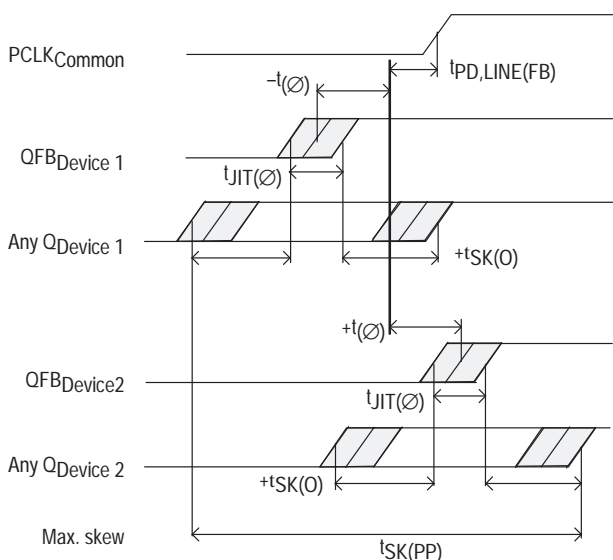 PCLKCommon
tPD,LINE(FB)
–t(∅)
QFBDevice 1
tJIT(∅)
Any QDevice 1
+tSK(O)
+t(∅)
QFBDevice2
tJIT(∅)
Any QDevice 2
+tSK(O)
Max. skew
tSK(PP)